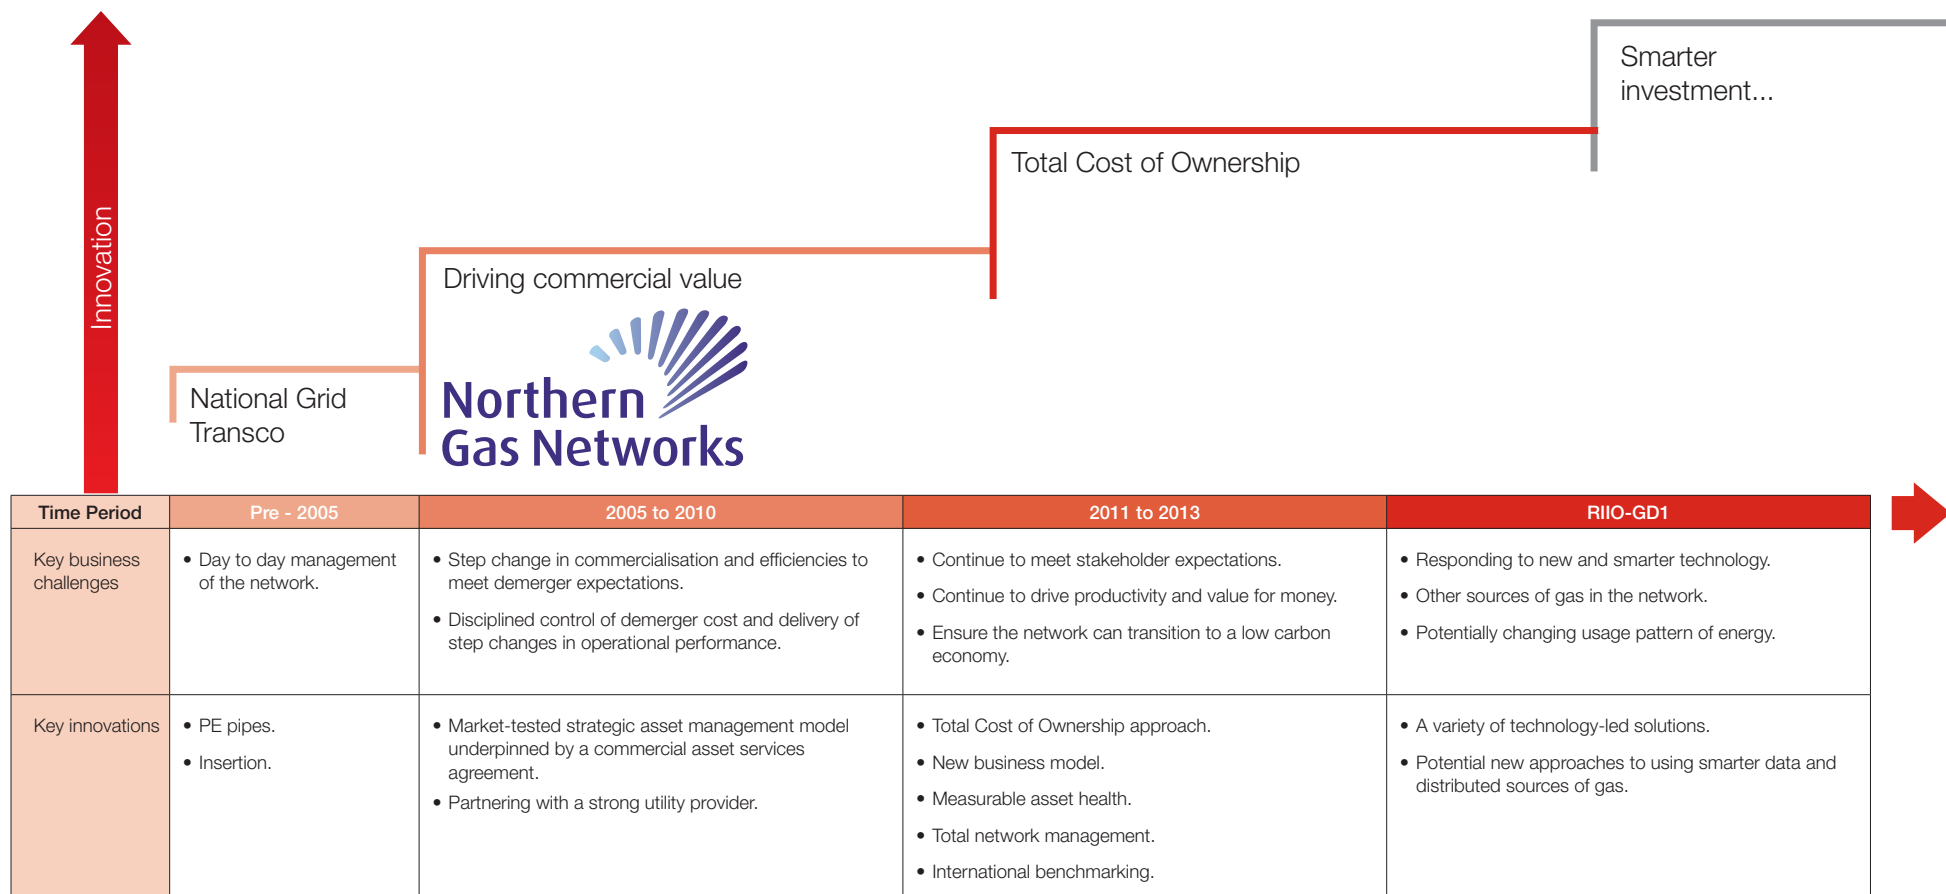 Smarter
investment...
Total Cost of Ownership
Driving commercial value
Northern
Gas Networks
National Grid
Transco
Innovation
Time Period
Pre - 2005
2005 to 2010
2011 to 2013
RIIO-GD1
Key business
challenges
• Day to day management
of the network.
• Step change in commercialisation and efficiencies to
meet demerger expectations.
• Disciplined control of demerger cost and delivery of
step changes in operational performance.
• Continue to meet stakeholder expectations.
• Continue to drive productivity and value for money.
• Ensure the network can transition to a low carbon
economy.
• Responding to new and smarter technology.
• Other sources of gas in the network.
• Potentially changing usage pattern of energy.
Key innovations
• PE pipes.
• Insertion.
• Market-tested strategic asset management model
underpinned by a commercial asset services
agreement.
• Partnering with a strong utility provider.
• Total Cost of Ownership approach.
• New business model.
• Measurable asset health.
• Total network management.
• International benchmarking.
• A variety of technology-led solutions.
• Potential new approaches to using smarter data and
distributed sources of gas.